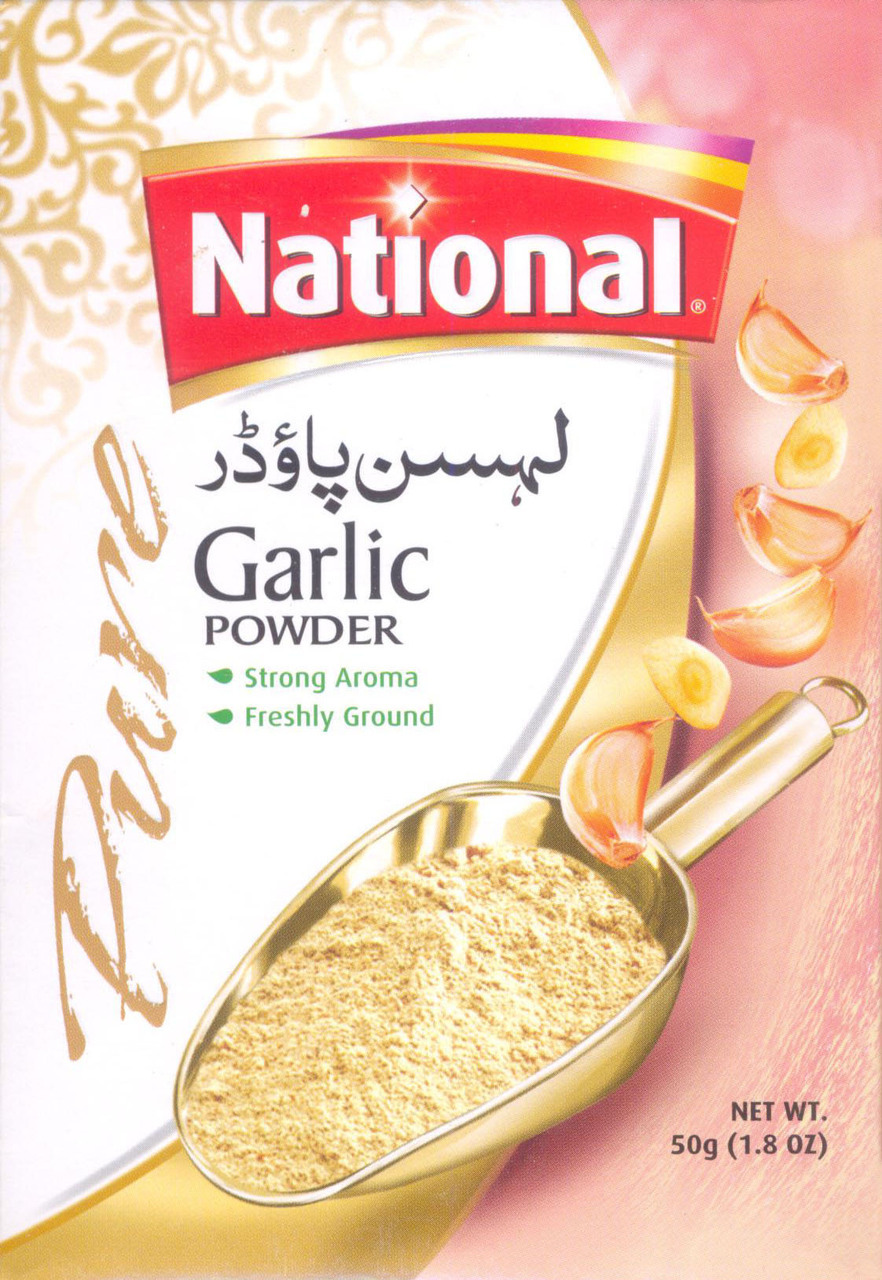 National®
لہسن پاؤڈر
Garlic
POWDER
Strong Aroma
Freshly Ground
Pure
NET WT.
50g (1.8 OZ)